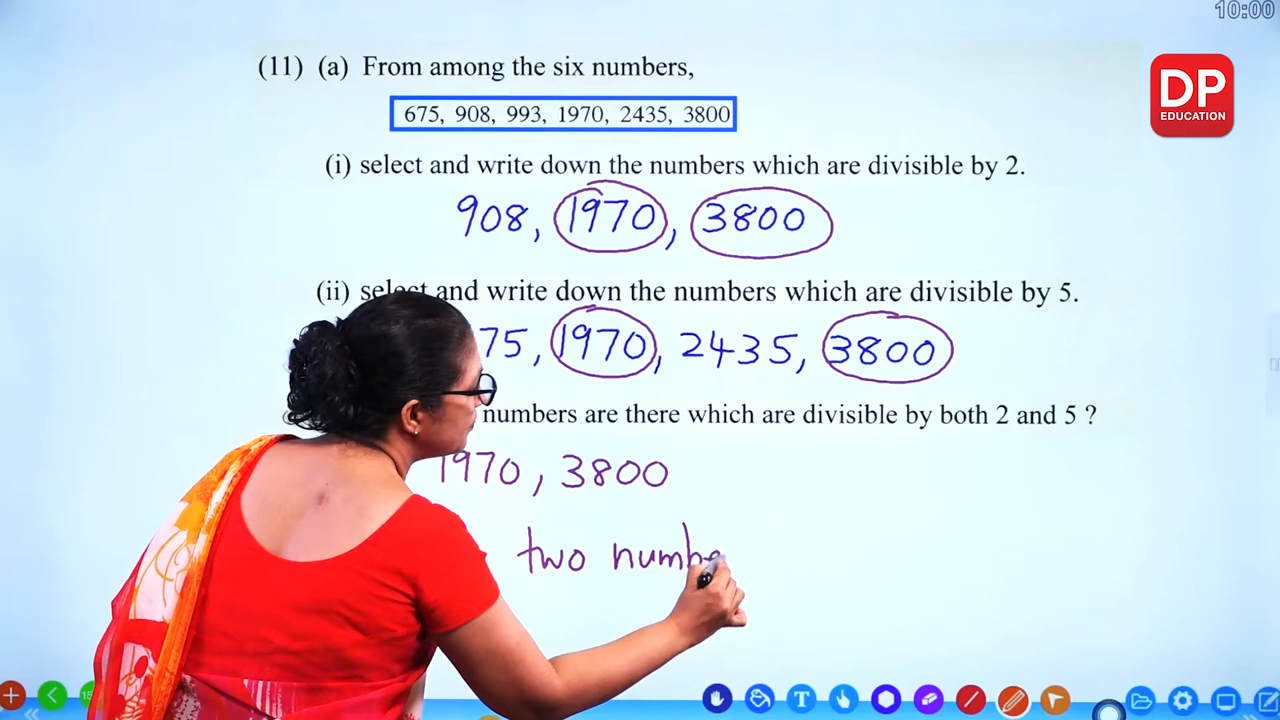 10:00
(11) (a) From among the six numbers,
DP
EDUCATION
675, 908, 993, 1970, 2435, 3800
(i) select and write down the numbers which are divisible by 2.
908, 1970, 3800
(ii) select and write down the numbers which are divisible by 5.
75, 1970, 2435, 3800
numbers are there which are divisible by both 2 and 5 ?
1970, 3800
two numbe